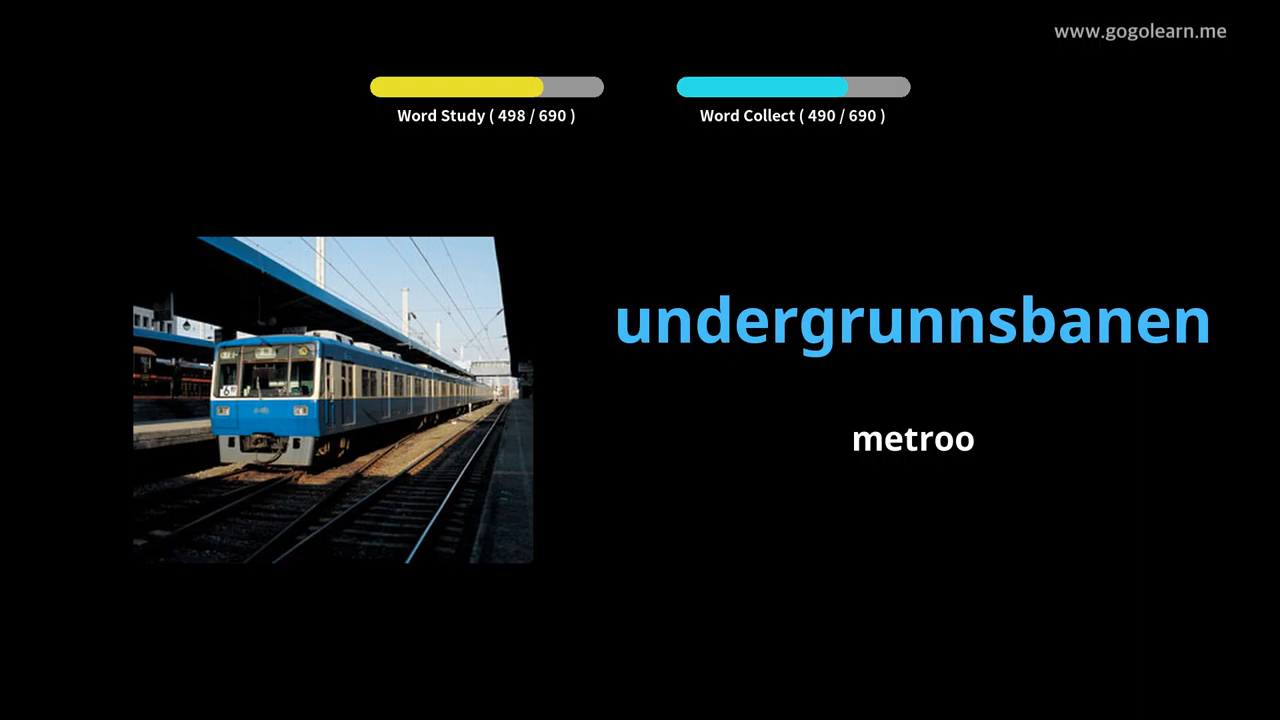 www.gogolearn.me
Word Study ( 498 / 690 )
Word Collect ( 490 / 690 )
undergrunnsbanen
metroo